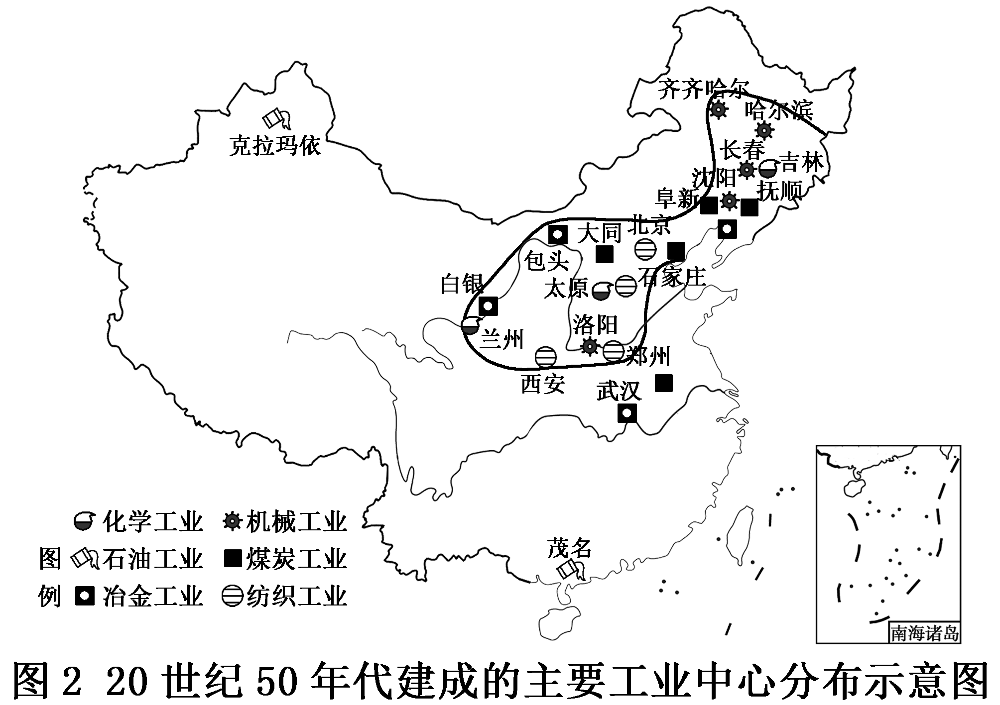 齐齐哈尔
哈尔滨
克拉玛依
长春
吉林
沈阳
抚顺
阜新
北京
大同
包头
石家庄
白银
太原
洛阳
兰州
郑州
西安
武汉
茂名
图例
化学工业
机械工业
石油工业
煤炭工业
冶金工业
纺织工业
南海诸岛
图2 20世纪50年代建成的主要工业中心分布示意图